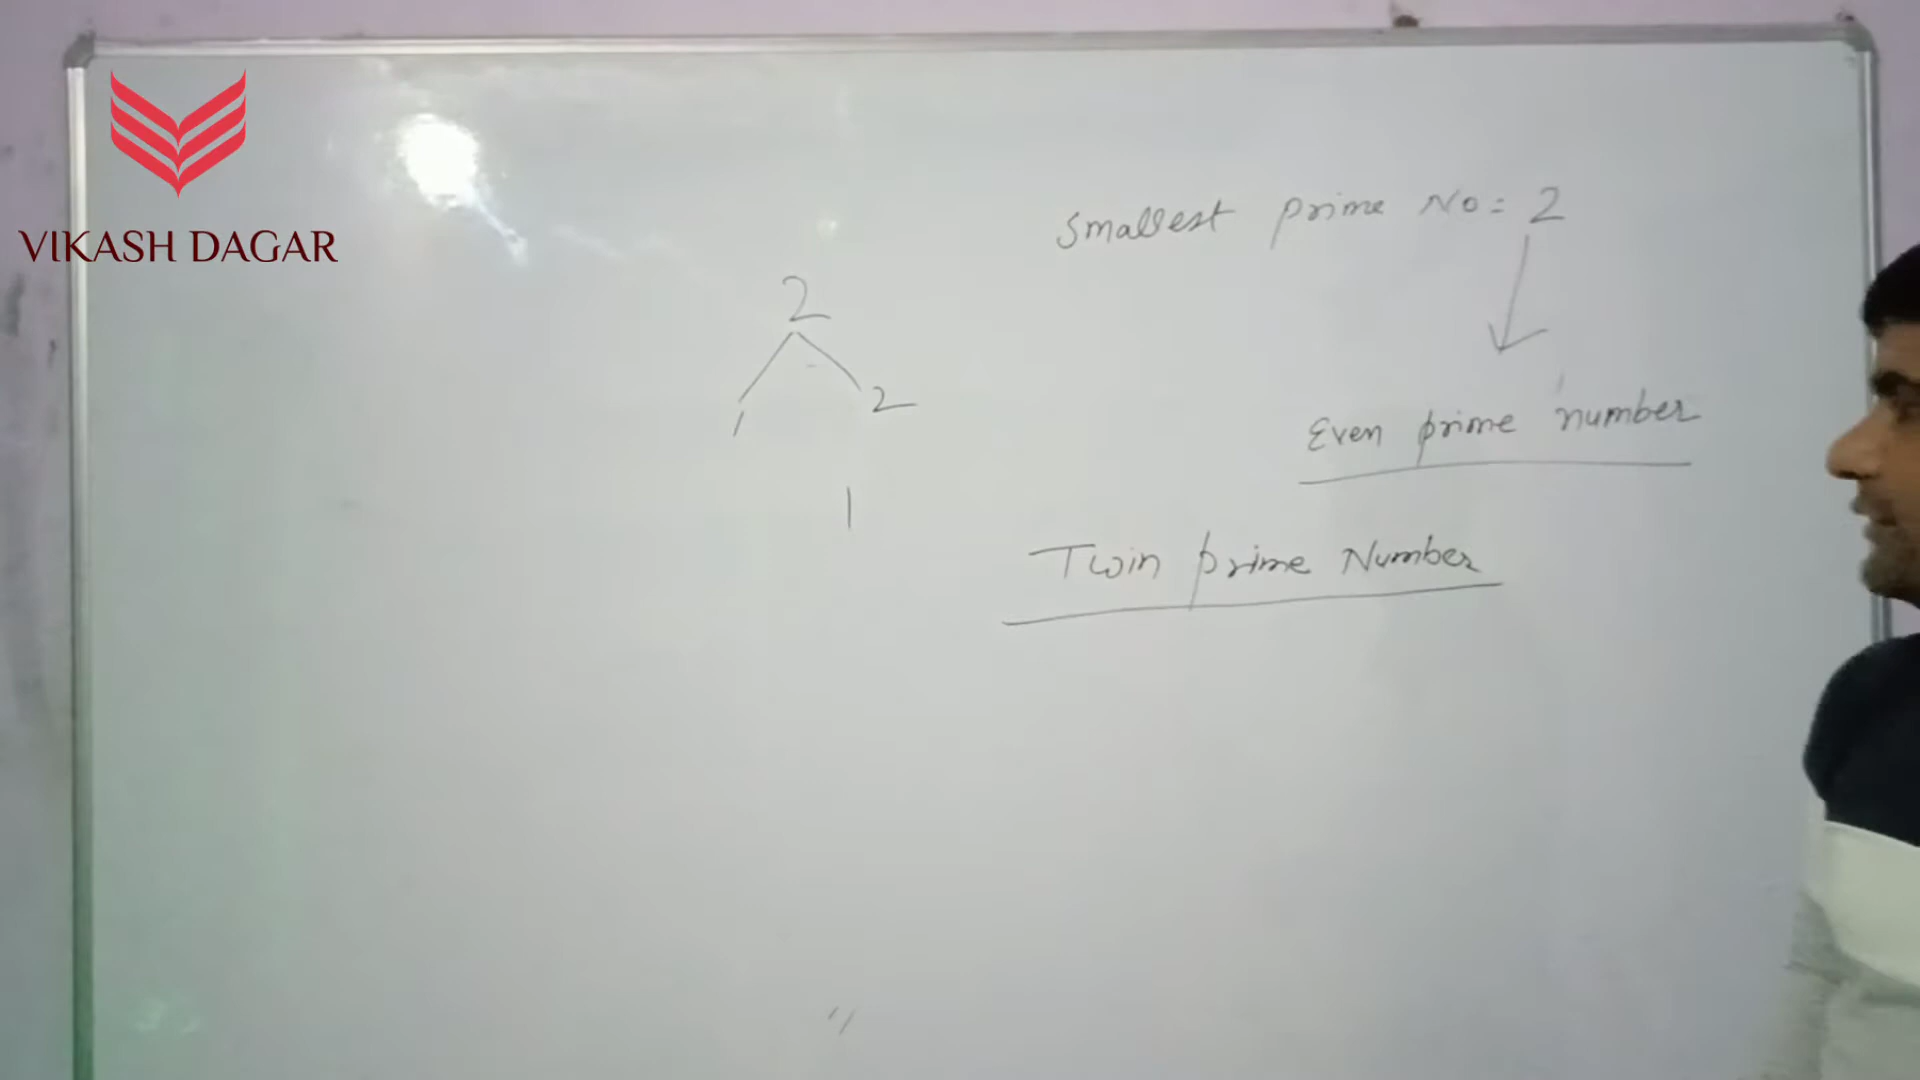 VIKASH DAGAR
Smallest prime No = 2
2
1 2
Even prime number
1
Twin prime Number